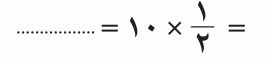 = ١/٢ × ١٠ = .................